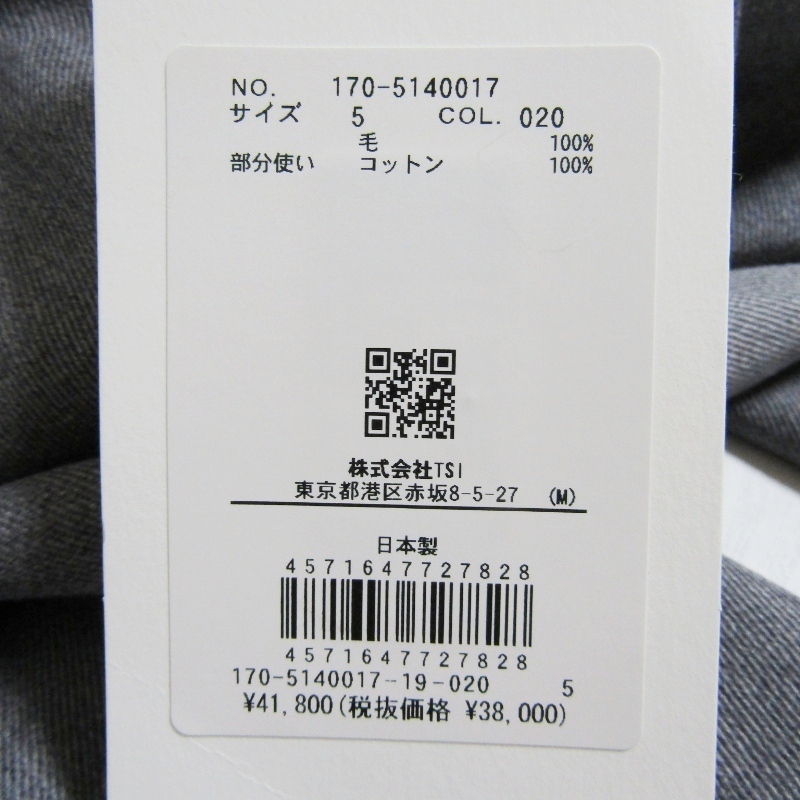 NO. 170-5140017
サイズ 5 COL. 020
毛 100%
部分使い コットン 100%
株式会社TSI
東京都港区赤坂8-5-27 (M)
日本製
4571647727828
4571647727828
170-5140017-19-020 5
¥41,800(税抜価格 ¥38,000)